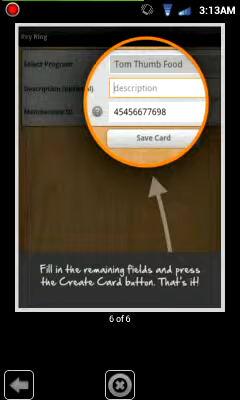 3:13AM
Key Ring
Select Program
Tom Thumb Food
Description (optional)
description
Membership ID
45456677698
Save Card
Fill in the remaining fields and press
the Create Card button. That's it!
6 of 6